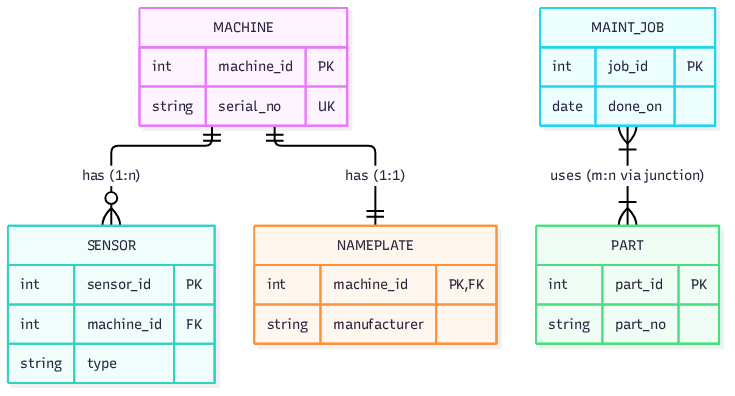 MACHINE
int machine_id PK
string serial_no UK
MAINT_JOB
int job_id PK
date done_on
has (1:n)
has (1:1)
uses (m:n via junction)
SENSOR
int sensor_id PK
int machine_id FK
string type
NAMEPLATE
int machine_id PK,FK
string manufacturer
PART
int part_id PK
string part_no